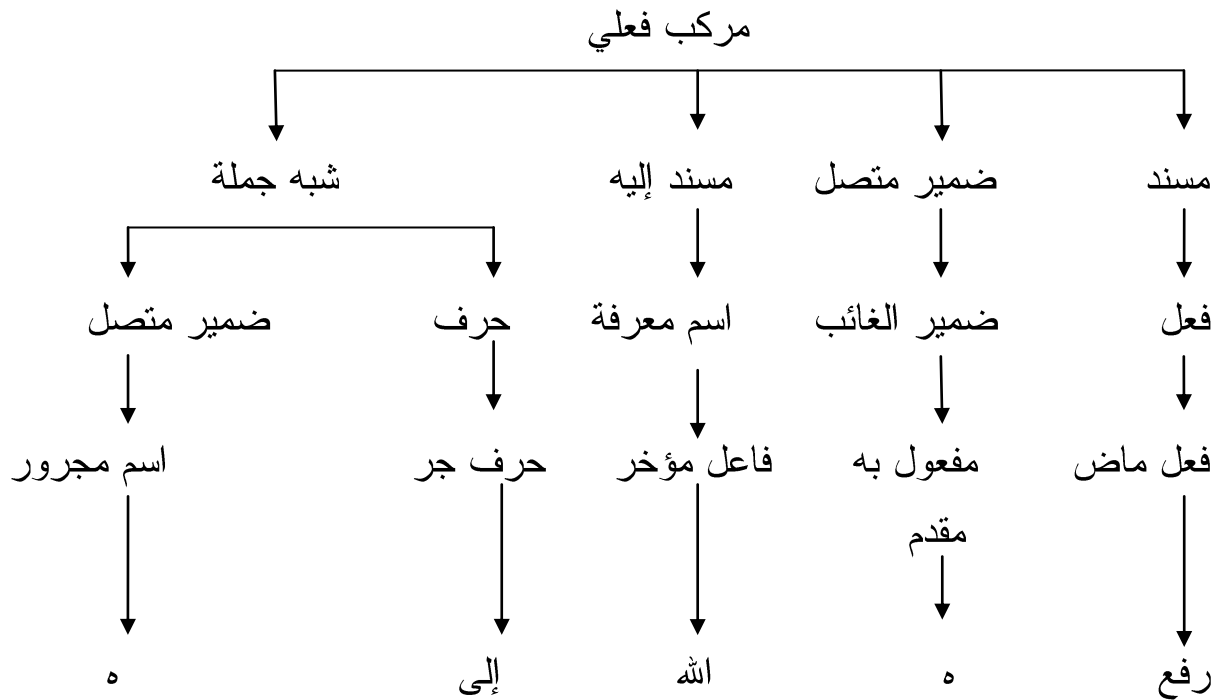 مركب فعلي
مسند ضمير متصل مسند إليه شبه جملة
فعل ضمير الغائب اسم معرفة حرف ضمير متصل
فعل ماض مفعول به فاعل مؤخر حرف جر اسم مجرور
مقدم
رفع ه الله إلى ه